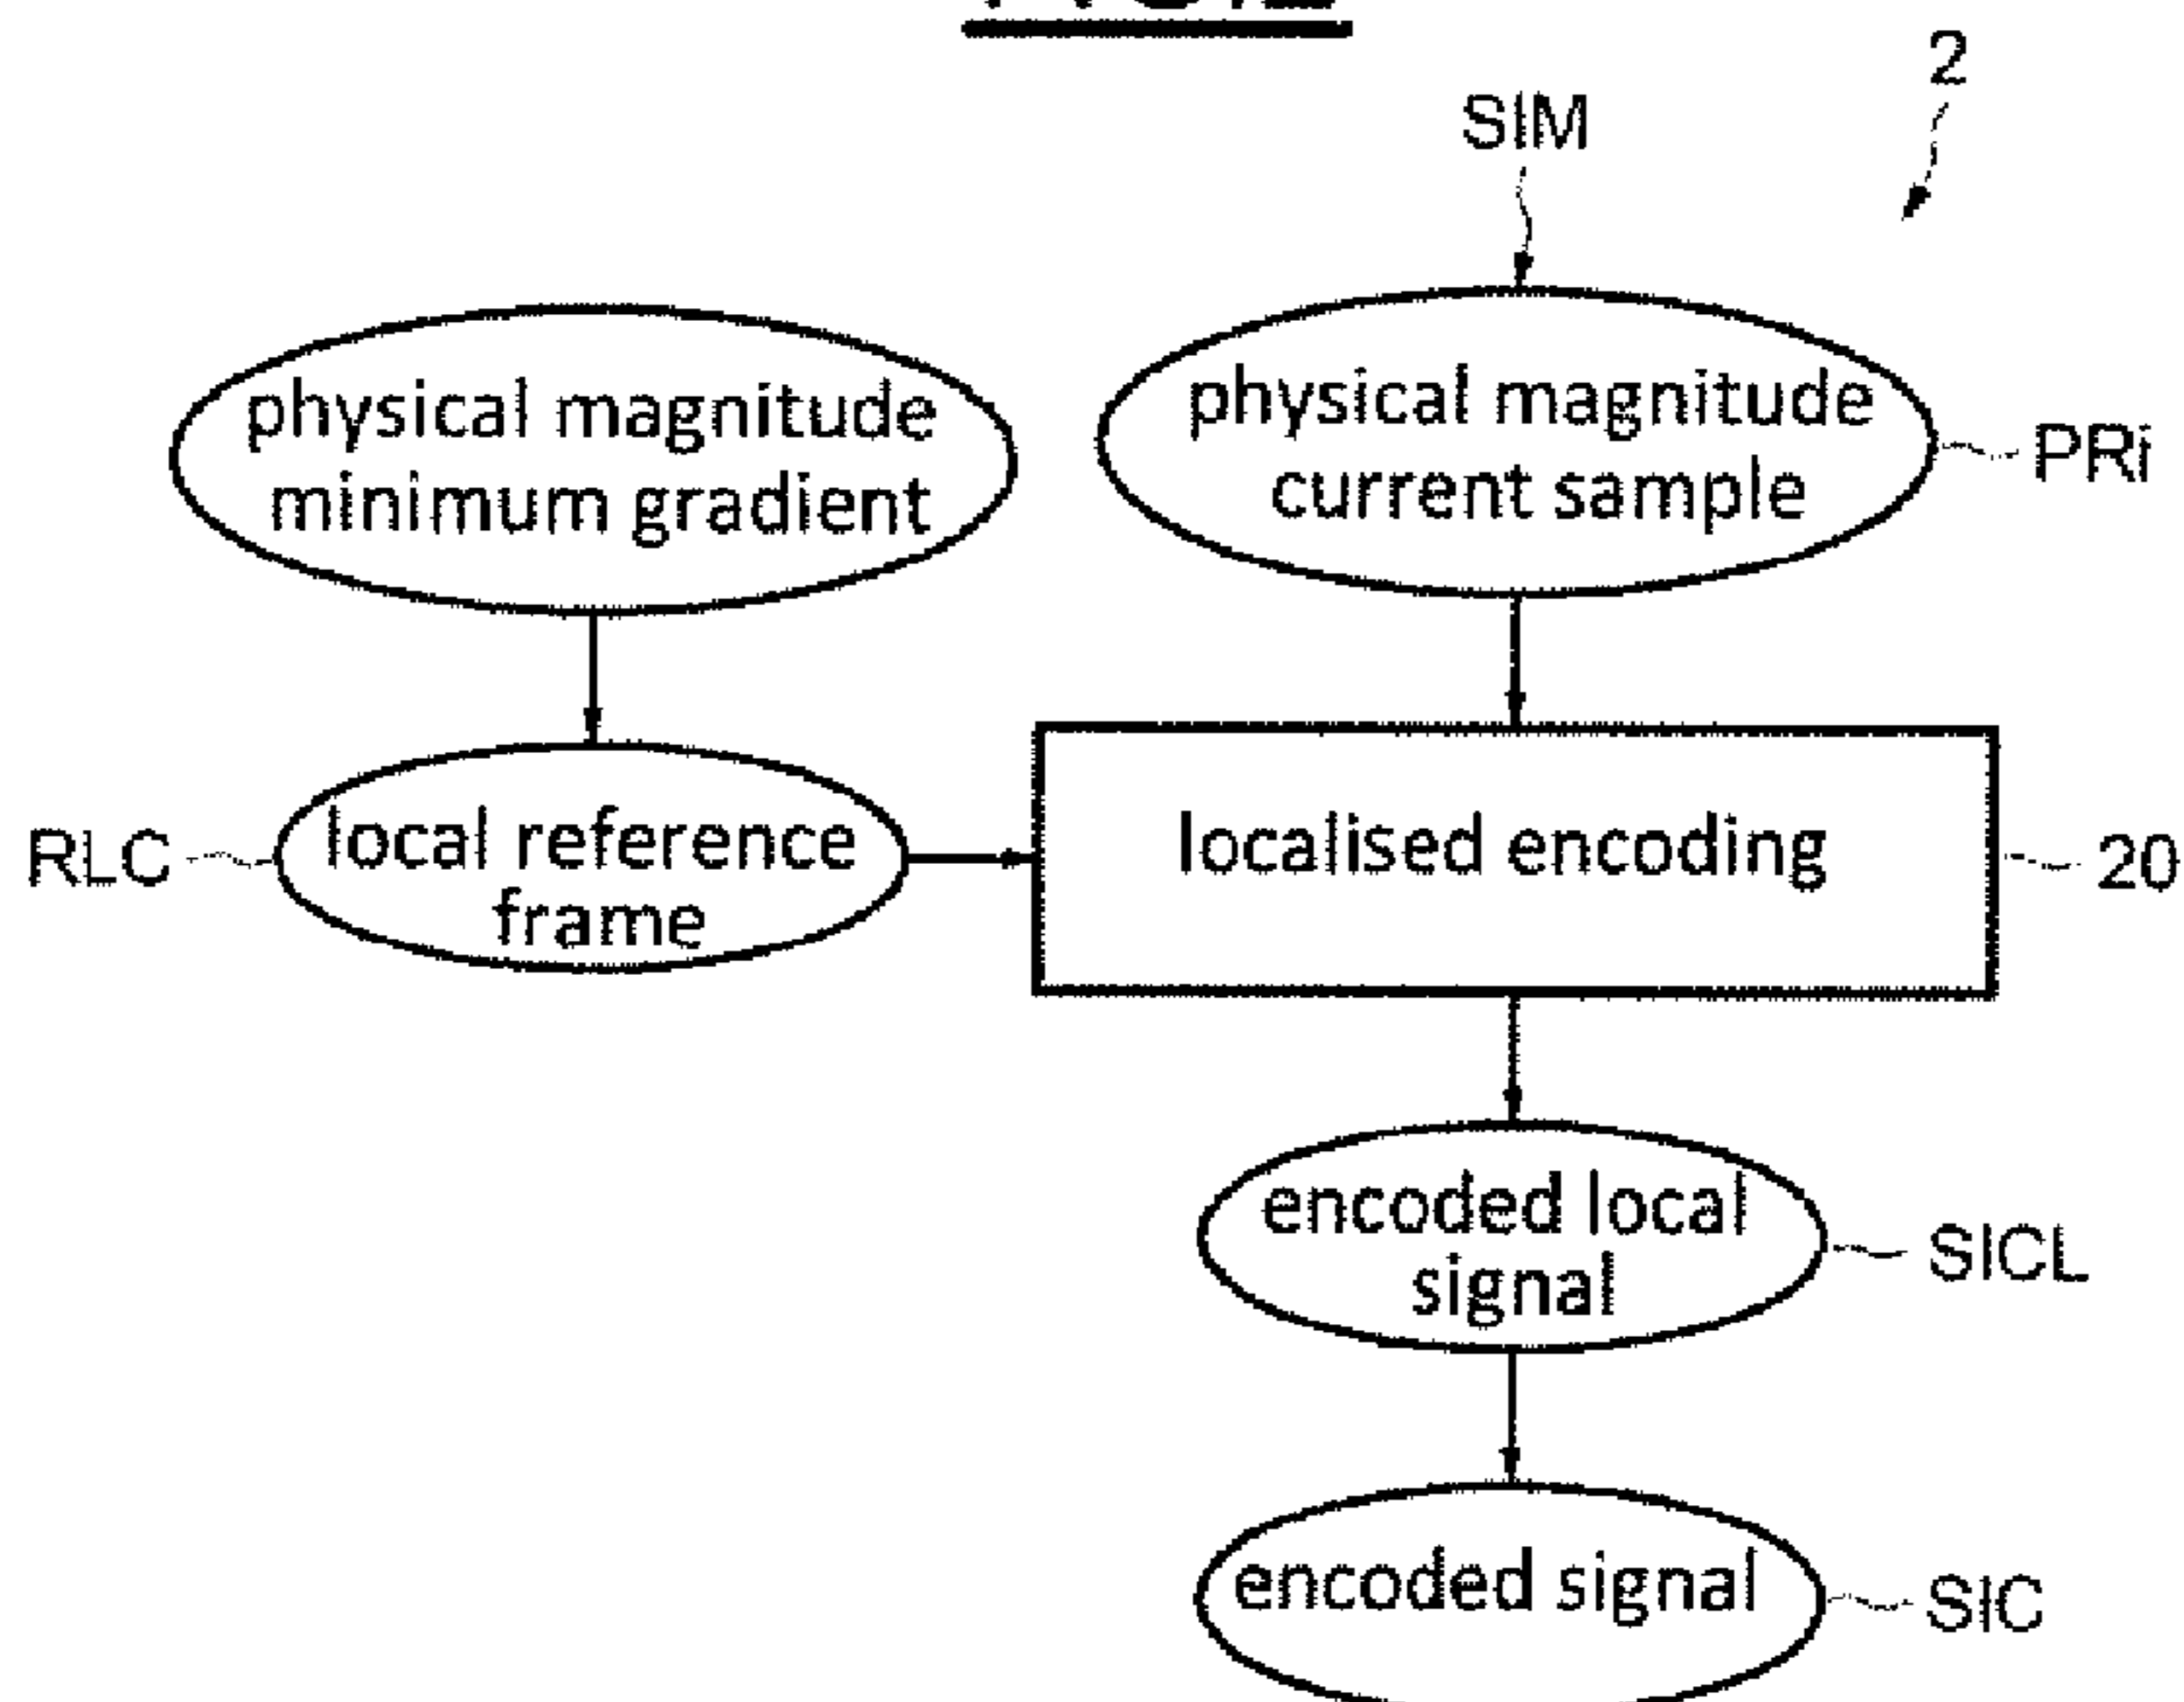 2
SIM
physical magnitude
minimum gradient
physical magnitude
current sample
PRi
RLC
local reference
frame
localised encoding
20
encoded local
signal
SICL
encoded signal
SIC